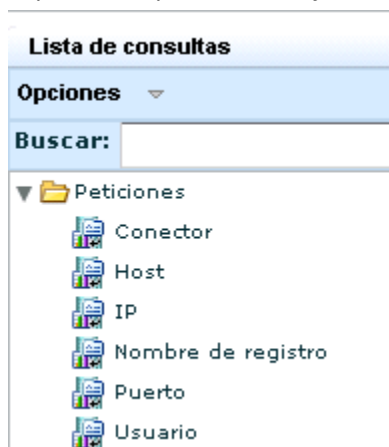 Lista de consultas
Opciones
Buscar:
Peticiones
Conector
Host
IP
Nombre de registro
Puerto
Usuario